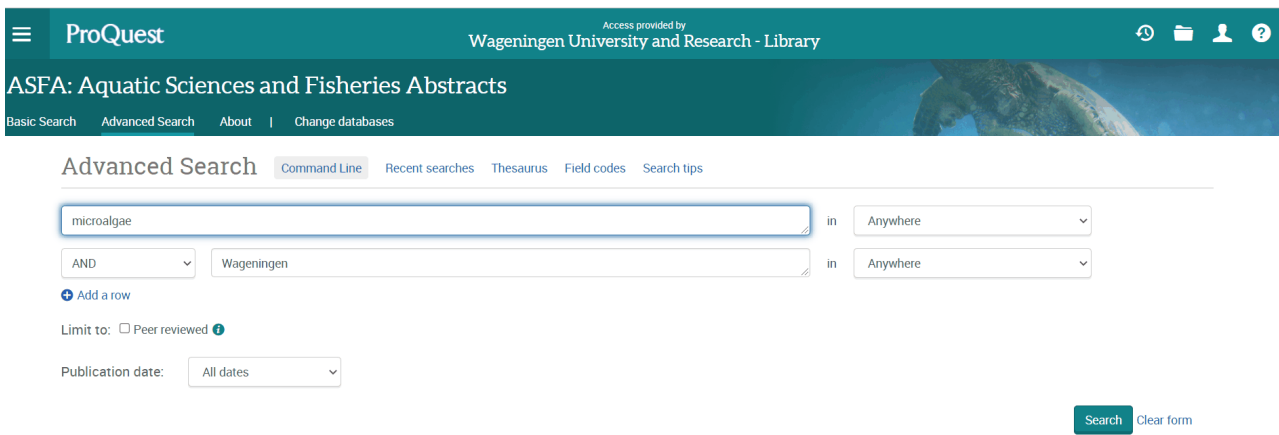 ProQuest
Access provided by
Wageningen University and Research - Library
ASFA: Aquatic Sciences and Fisheries Abstracts
Basic Search Advanced Search About | Change databases
Advanced Search Command Line Recent searches Thesaurus Field codes Search tips
microalgae in Anywhere
AND Wageningen in Anywhere
Add a row
Limit to: Peer reviewed
Publication date: All dates
Search Clear form